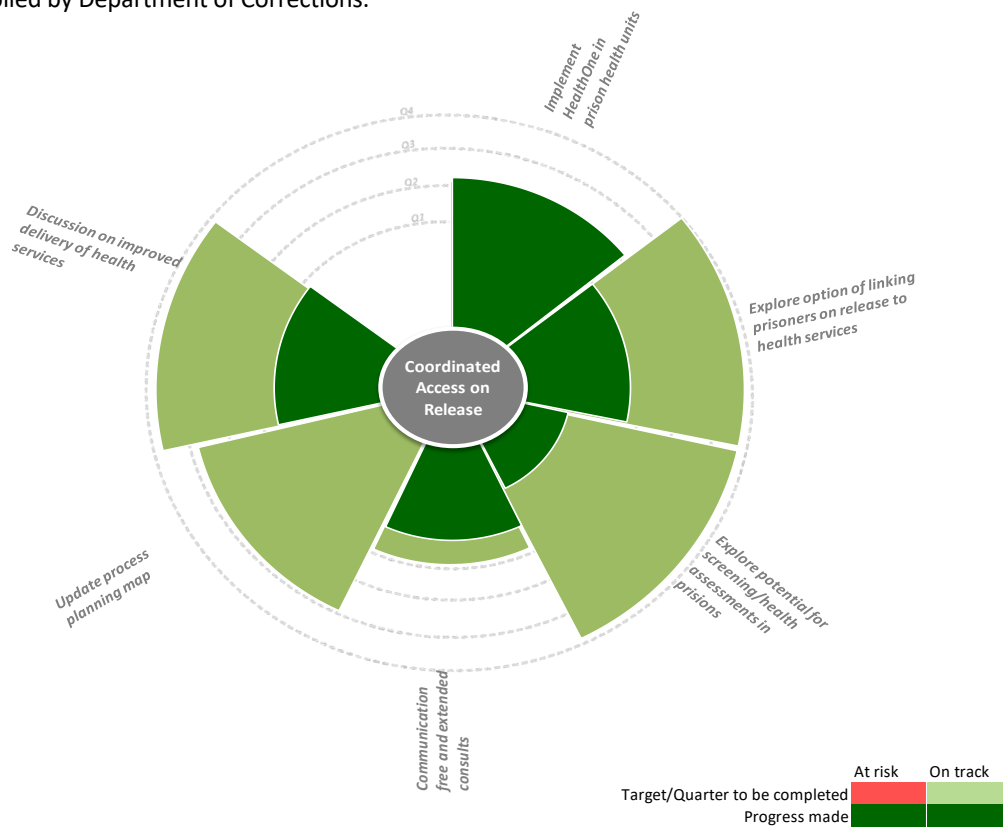 plied by Department of Corrections.
Implement
HealthOne in
prison health units
Q4
Q3
Q2
Q1
Discussion on improved
delivery of health
services
Explore option of linking
prisoners on release to
health services
Coordinated
Access on
Release
Explore potential for
screening/health
assessments in
prisions
Update process
planning map
Communication
free and extended
consults
At risk On track
Target/Quarter to be completed
Progress made